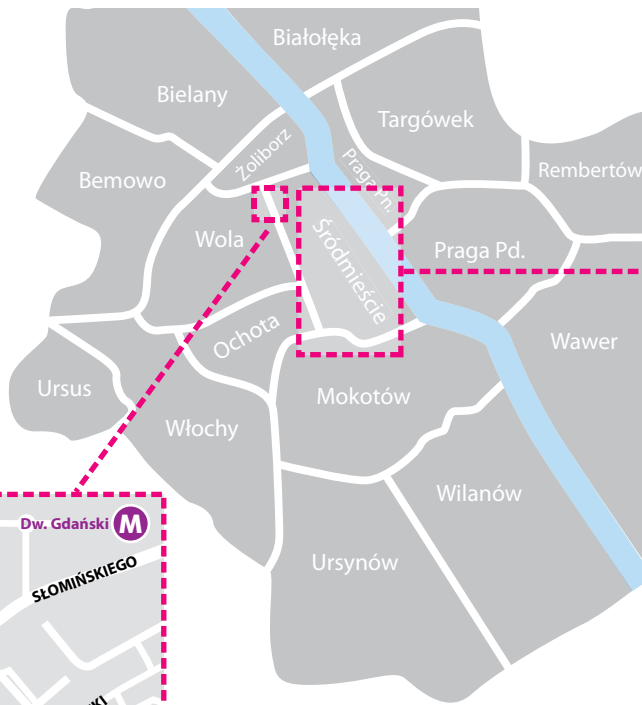 Białołęka
Bielany
Targówek
Żoliborz
Praga Pn.
Rembertów
Bemowo
Wola
Śródmieście
Praga Pd.
Ochota
Wawer
Ursus
Mokotów
Włochy
Wilanów
Dw. Gdański M
Ursynów
SŁOMIŃSKIEGO